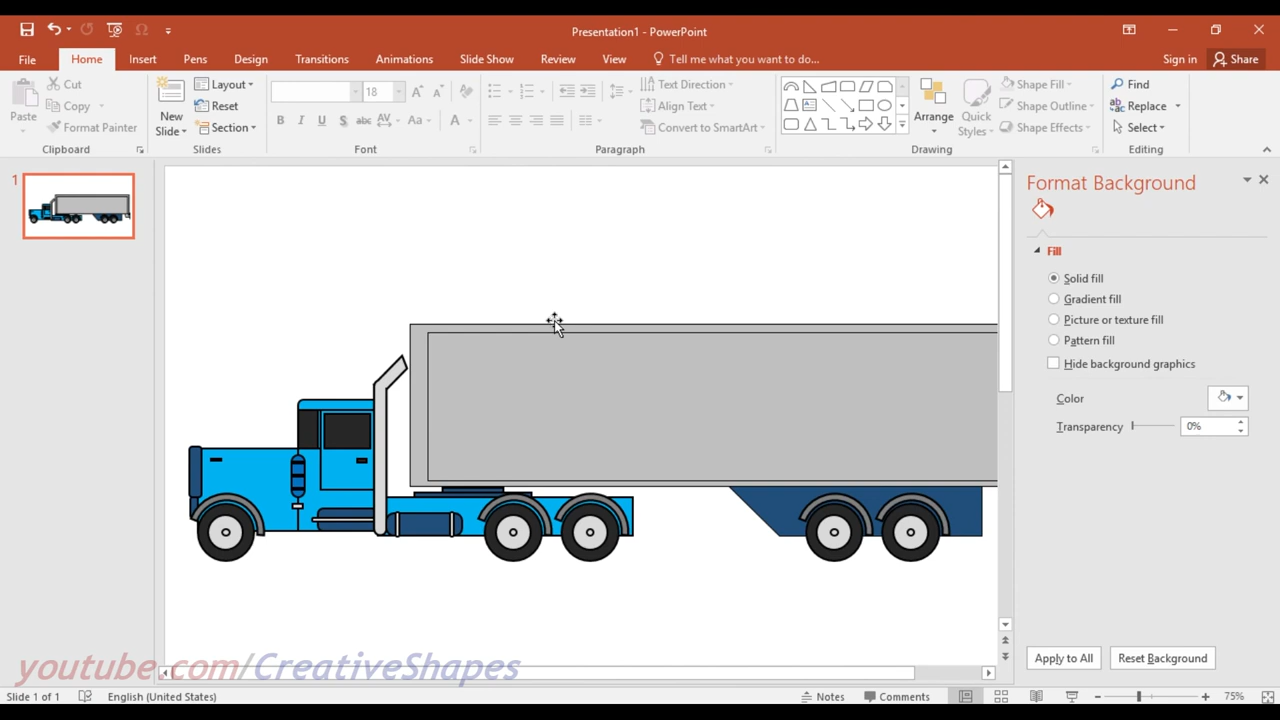 Presentation1 - PowerPoint
File Home Insert Pens Design Transitions Animations Slide Show Review View Tell me what you want to do... Sign in Share
Paste
Cut
Copy
Format Painter
Clipboard
New Slide
Layout
Reset
Section
Slides
18
B I U S abc AV Aa A
Font
Text Direction
Align Text
Convert to SmartArt
Paragraph
Arrange
Quick Styles
Shape Fill
Shape Outline
Shape Effects
Drawing
Find
Replace
Select
Editing
1
Format Background
Fill
Solid fill
Gradient fill
Picture or texture fill
Pattern fill
Hide background graphics
Color
Transparency 0%
Apply to All Reset Background
youtube.com/CreativeShapes
Slide 1 of 1 English (United States) Notes Comments 75%